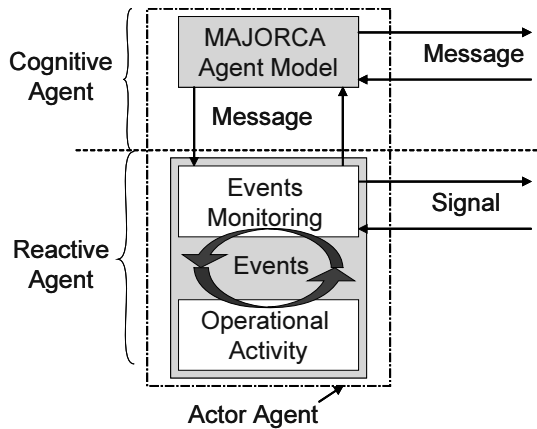 MAJORCA
Agent Model
Cognitive
Agent
Message
Message
Events
Monitoring
Signal
Reactive
Agent
Events
Operational
Activity
Actor Agent